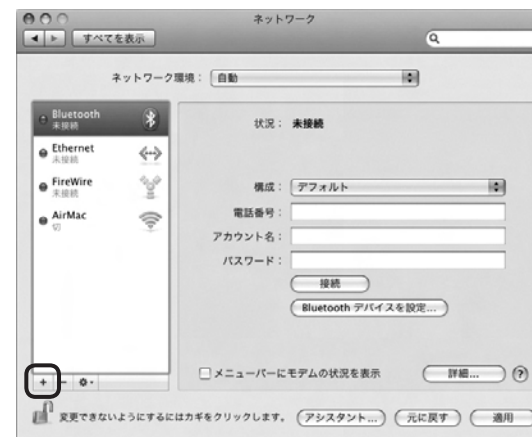 ネットワーク
すべてを表示
ネットワーク環境： 自動
Bluetooth
未接続
Ethernet
未接続
FireWire
未接続
AirMac
切
状況： 未接続
構成： デフォルト
電話番号：
アカウント名：
パスワード：
接続
Bluetooth デバイスを設定...
メニューバーにモデムの状況を表示
詳細...
?
+ −
変更できないようにするにはカギをクリックします。
アシスタント...
元に戻す
適用